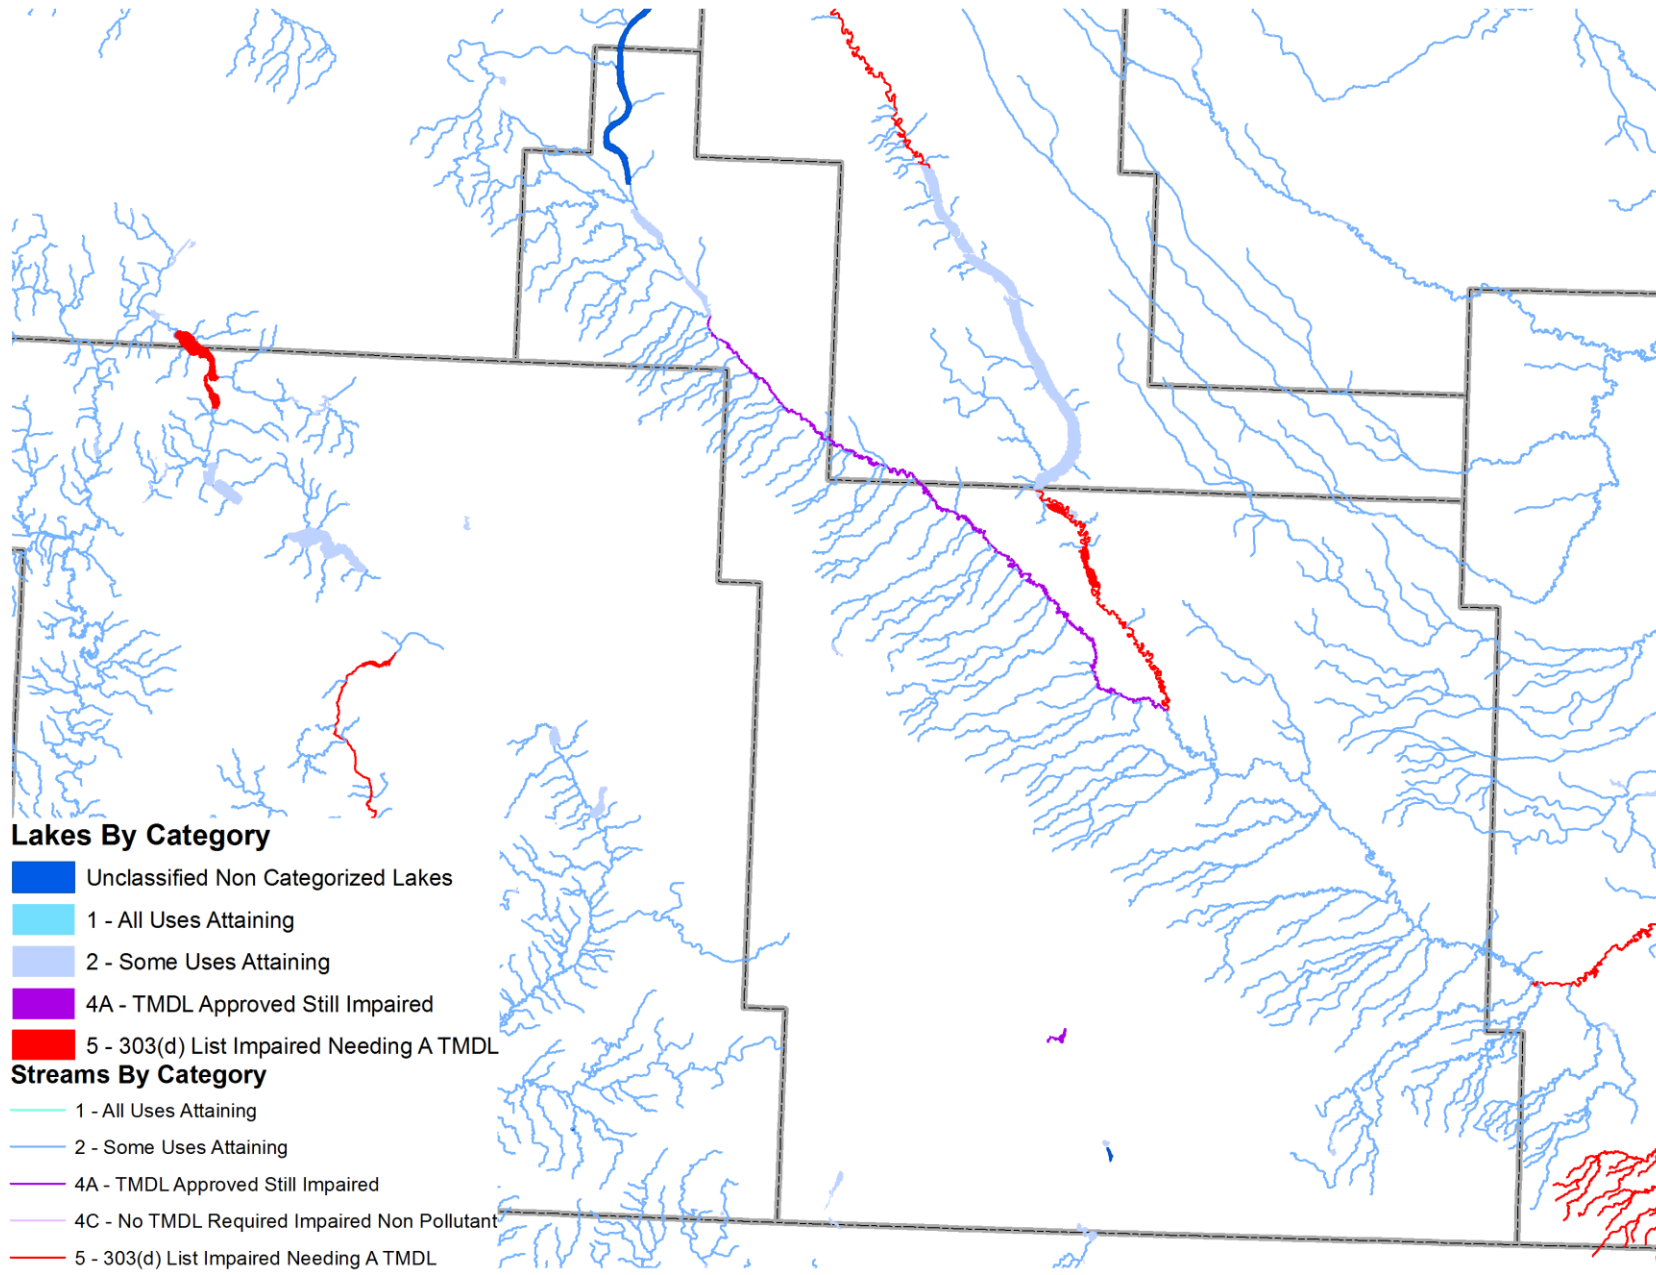 Lakes By Category
Unclassified Non Categorized Lakes
1 - All Uses Attaining
2 - Some Uses Attaining
4A - TMDL Approved Still Impaired
5 - 303(d) List Impaired Needing A TMDL
Streams By Category
1 - All Uses Attaining
2 - Some Uses Attaining
4A - TMDL Approved Still Impaired
4C - No TMDL Required Impaired Non Pollutant
5 - 303(d) List Impaired Needing A TMDL